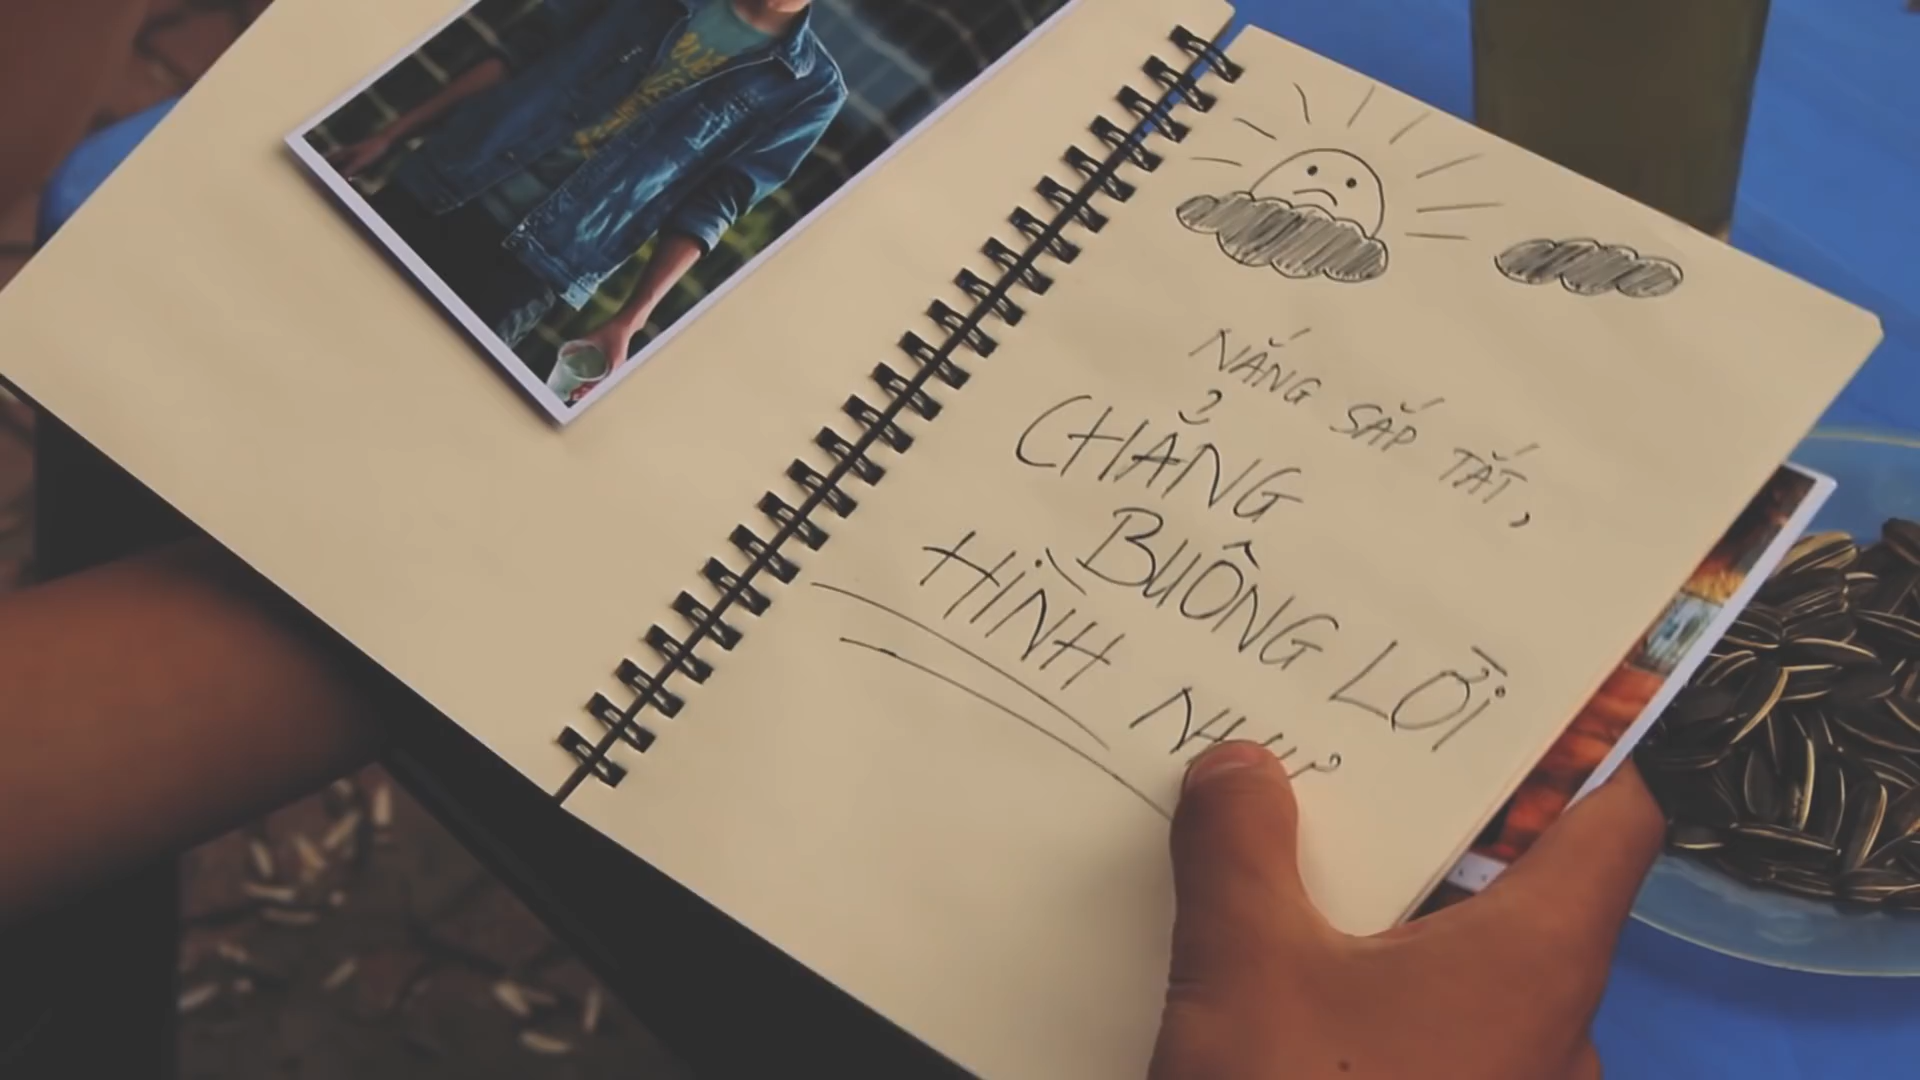 NẮNG SẮP TẮT,
CHẲNG
BUÔNG LỜI
HÌNH NHƯ